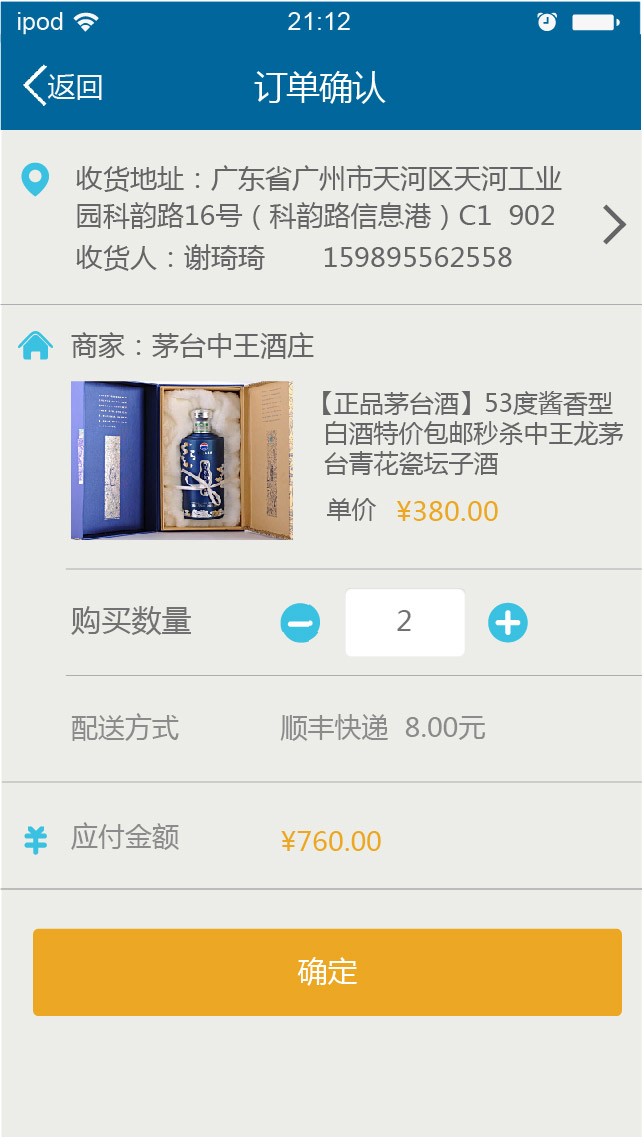 ipod 21:12
返回 订单确认
收货地址：广东省广州市天河区天河工业
园科韵路16号（科韵路信息港）C1 902
收货人：谢琦琦 159895562558
商家：茅台中王酒庄
【正品茅台酒】53度酱香型
白酒特价包邮秒杀中王龙茅
台青花瓷坛子酒
单价 ¥380.00
购买数量 2
配送方式 顺丰快递 8.00元
应付金额 ¥760.00
确定